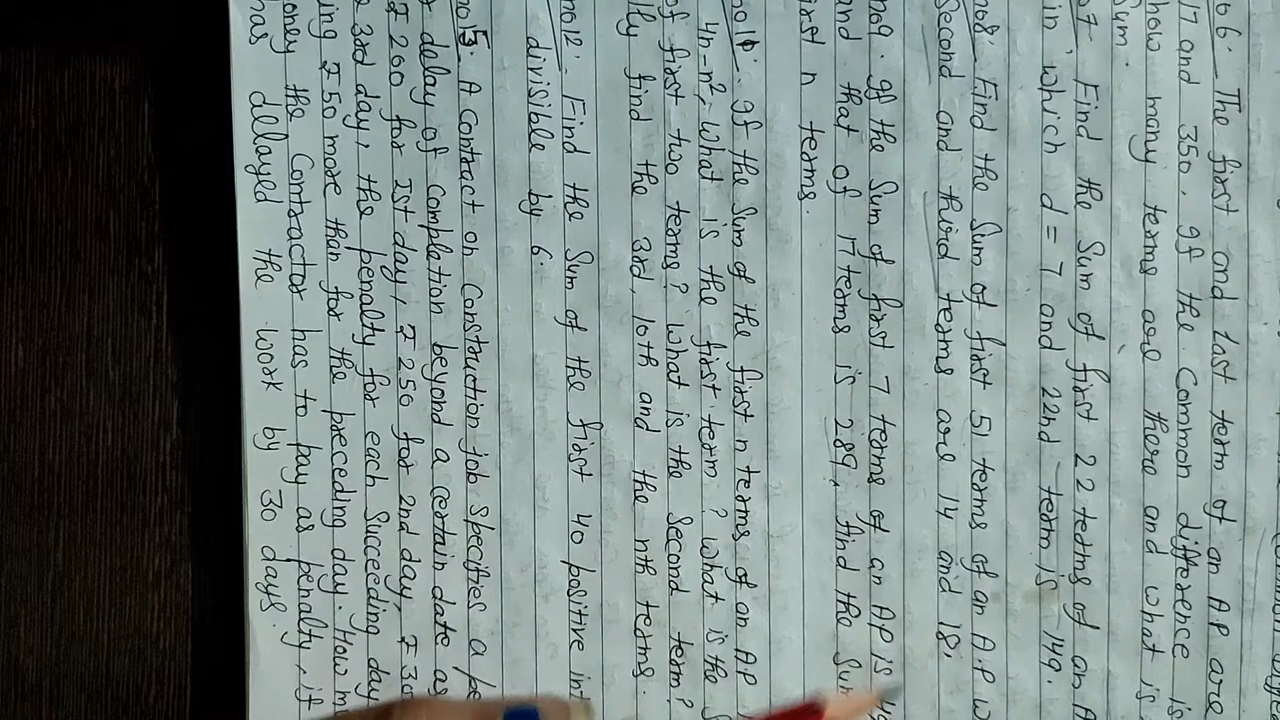 no 6:- The first and last term of an AP are
17 and 350. If the Common difference is
how many terms are there and what is
Sum.
7- Find the Sum of first 22 terms of an A
in which d = 7 and 22nd term is 149.
no8:- Find the Sum of first 51 terms of an A.P w
Second and third terms are 14 and 18.
no9. If the Sum of first 7 terms of an AP is 49
and that of 17 terms is 289, find the Sum
first n terms.
If the Sum of the first n terms of an A.P
4n-n², What is the first term? What is the
of first two terms? What is the Second term?
ly find the 3rd, 10th and the nth terms.
no12:- Find the Sum of the first 40 positive int
divisible by 6.
A Contract on Construction job Specifies a pe
delay of Completion beyond a certain date as
₹ 200 for 1st day, ₹ 250 for 2nd day, ₹ 30
3rd day, the penalty for each Succeeding day
ing ₹ 50 more than for the preceding day. How m
oney the Contractor has to pay as penalty, if
has delayed the work by 30 days.